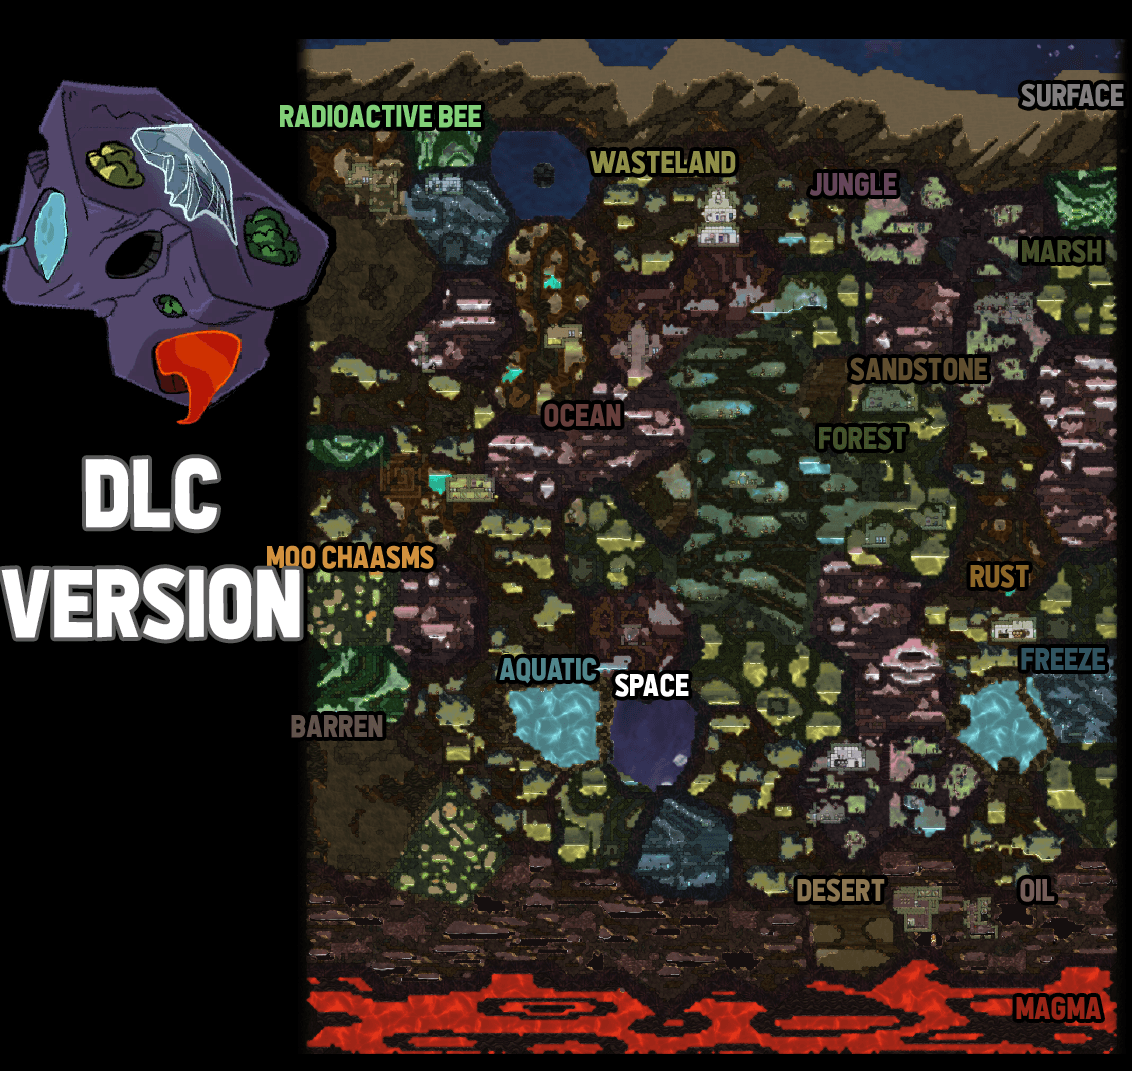 SURFACE
RADIOACTIVE BEE
WASTELAND
JUNGLE
MARSH
SANDSTONE
OCEAN
FOREST
DLC
VERSION
MOO CHAASMS
RUST
AQUATIC
SPACE
FREEZE
BARREN
DESERT
OIL
MAGMA